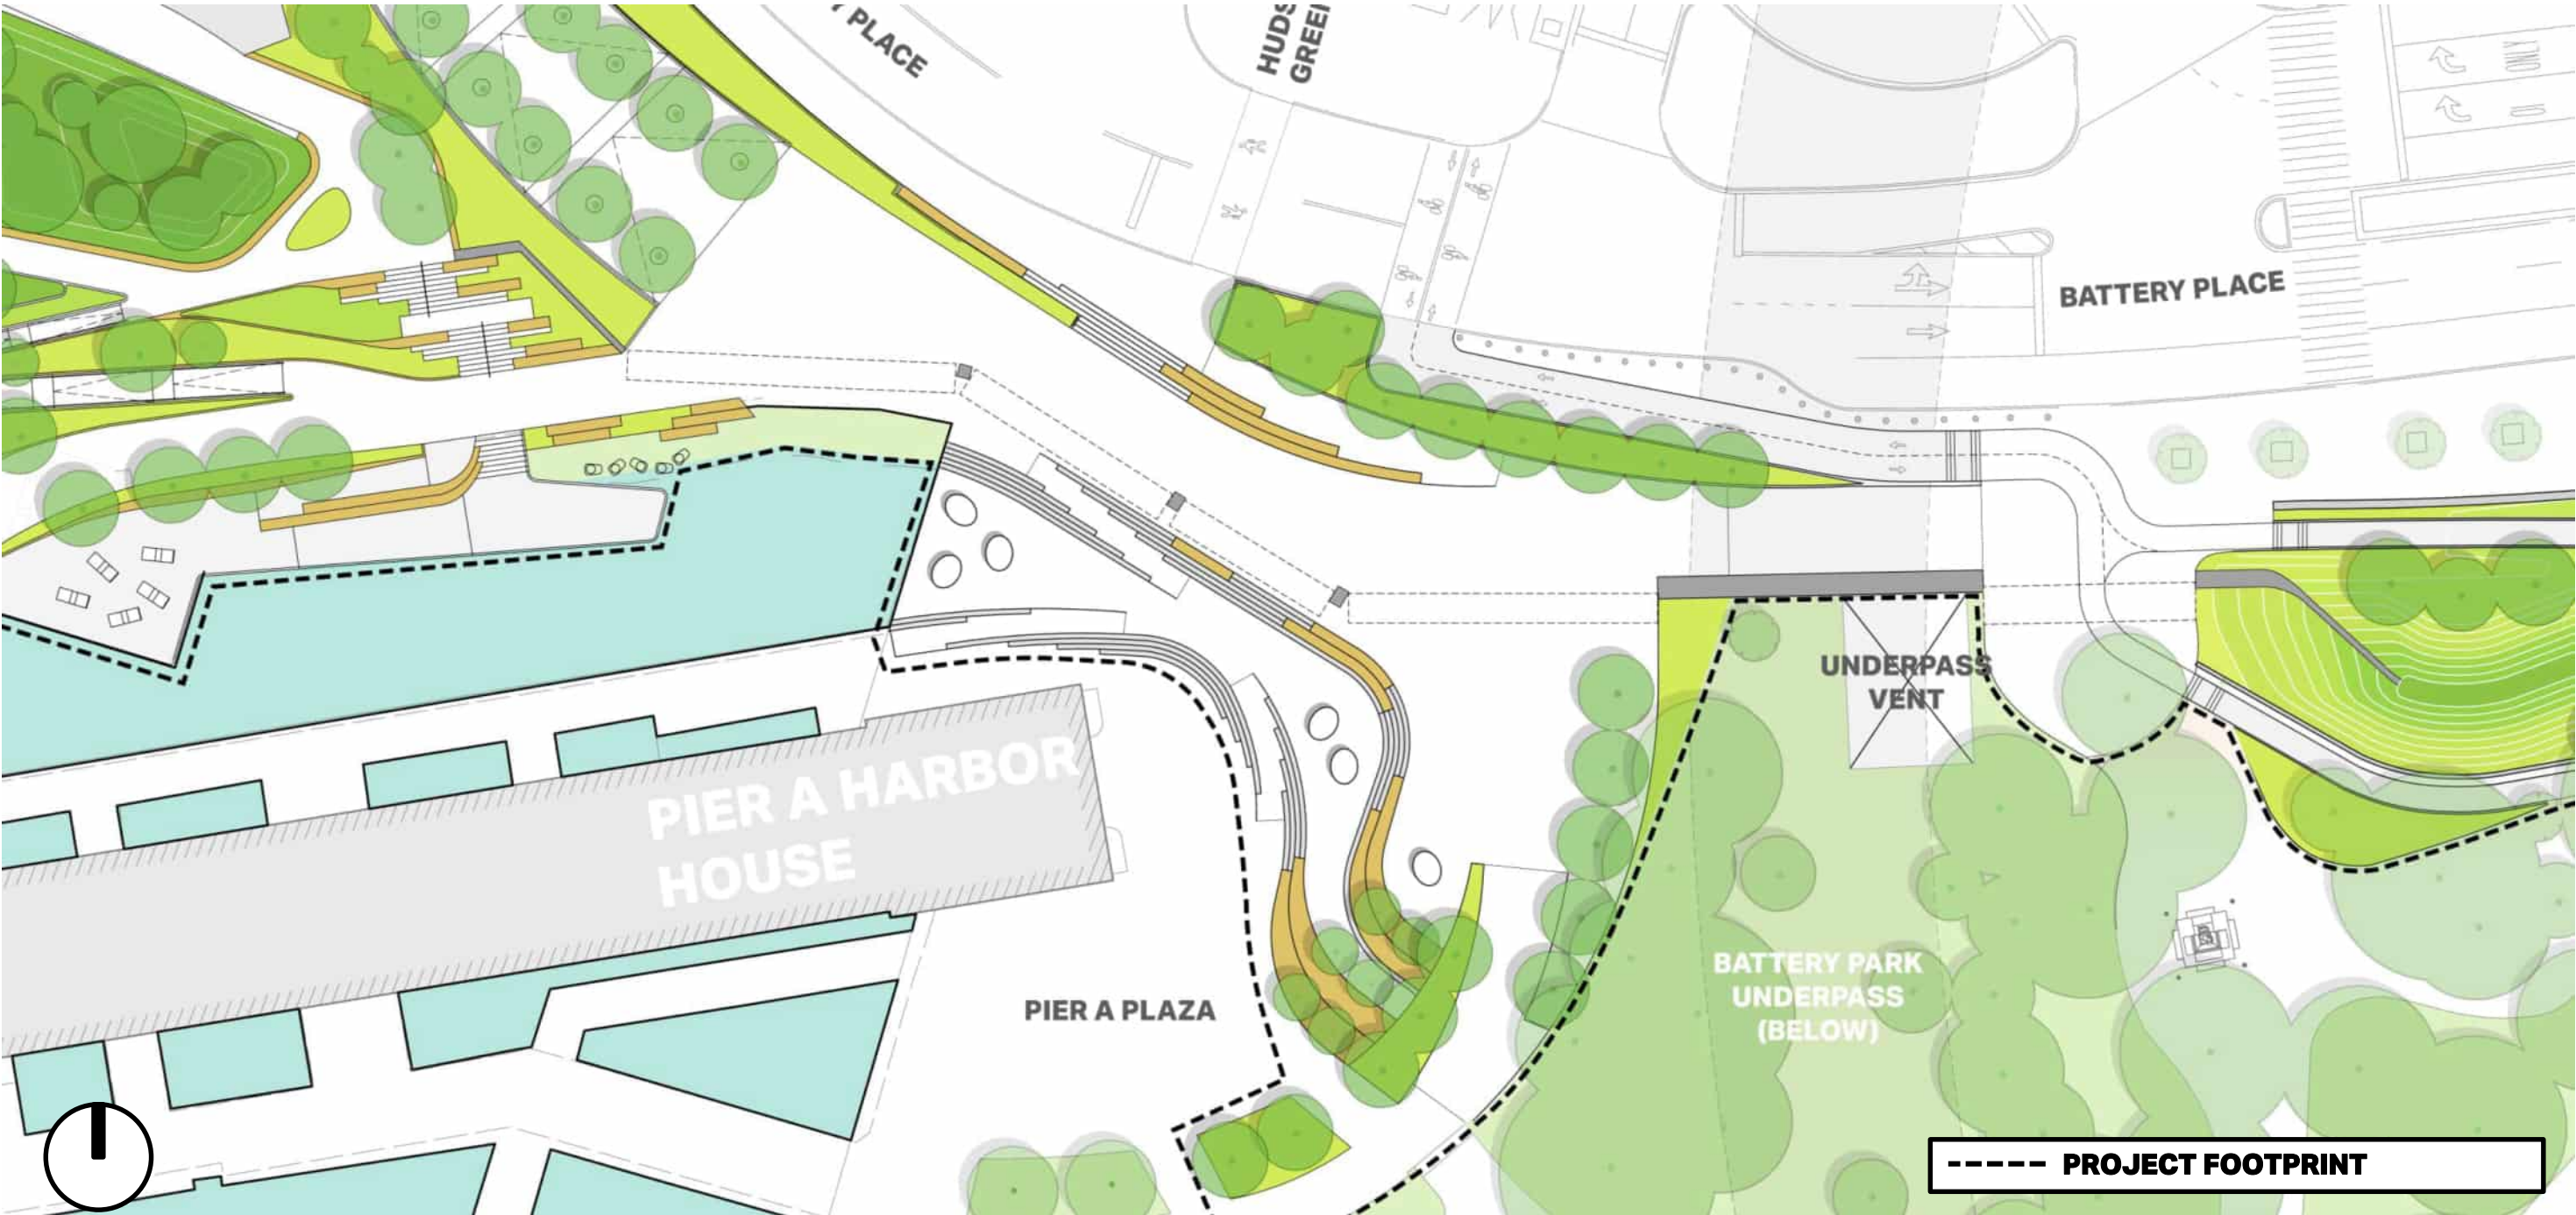 PLACE
BATTERY PLACE
UNDERPASS
VENT
PIER A HARBOR
HOUSE
BATTERY PARK
UNDERPASS
(BELOW)
PIER A PLAZA
PROJECT FOOTPRINT